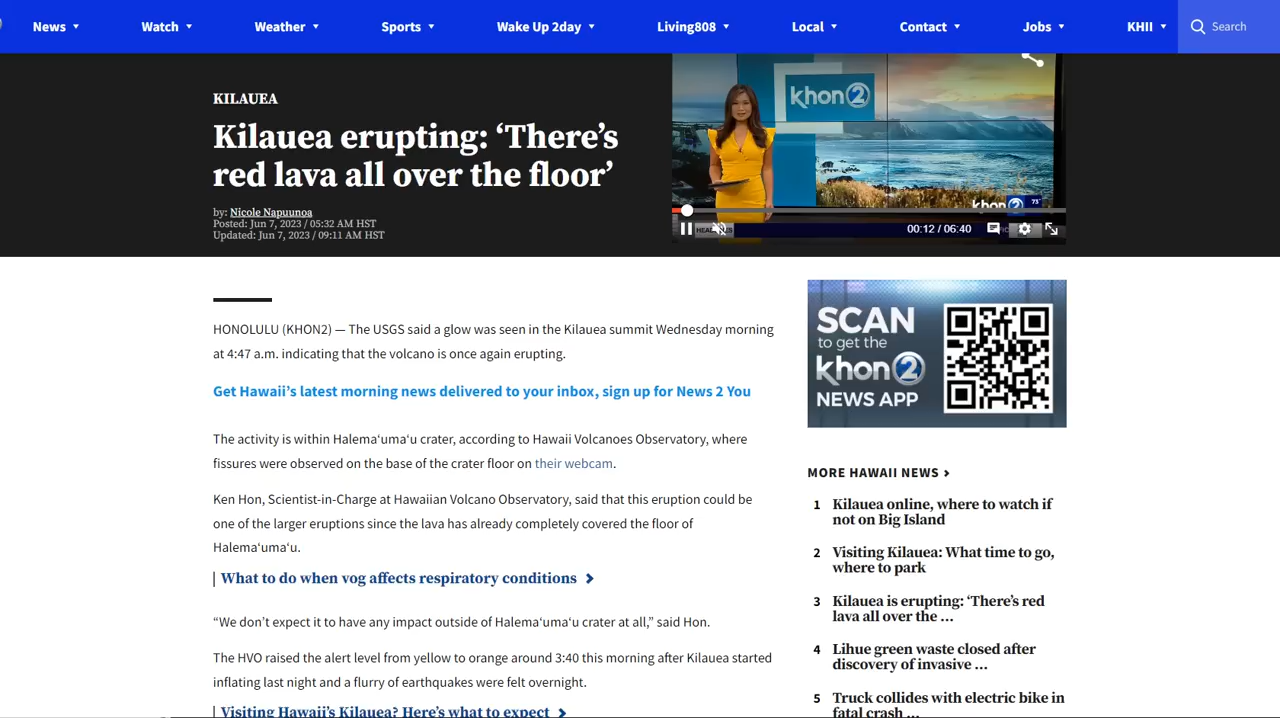 News
Watch
Weather
Sports
Wake Up 2day
Living808
Local
Contact
Jobs
KHII
Search
KILAUEA
Kilauea erupting: ‘There’s
red lava all over the floor’
by: Nicole Napuunoa
Posted: Jun 7, 2023 / 05:32 AM HST
Updated: Jun 7, 2023 / 09:11 AM HST
khon2
khon2
73°
00:12 / 06:40
HONOLULU (KHON2) — The USGS said a glow was seen in the Kilauea summit Wednesday morning
at 4:47 a.m. indicating that the volcano is once again erupting.
Get Hawaii’s latest morning news delivered to your inbox, sign up for News 2 You
The activity is within Halemaʻumaʻu crater, according to Hawaii Volcanoes Observatory, where
fissures were observed on the base of the crater floor on their webcam.
Ken Hon, Scientist-in-Charge at Hawaiian Volcano Observatory, said that this eruption could be
one of the larger eruptions since the lava has already completely covered the floor of
Halemaʻumaʻu.
What to do when vog affects respiratory conditions
“We don’t expect it to have any impact outside of Halemaʻumaʻu crater at all,” said Hon.
The HVO raised the alert level from yellow to orange around 3:40 this morning after Kilauea started
inflating last night and a flurry of earthquakes were felt overnight.
Visiting Hawaii’s Kilauea? Here’s what to expect
SCAN
to get the
khon2
NEWS APP
MORE HAWAII NEWS
1 Kilauea online, where to watch if
not on Big Island
2 Visiting Kilauea: What time to go,
where to park
3 Kilauea is erupting: ‘There’s red
lava all over the …
4 Lihue green waste closed after
discovery of invasive …
5 Truck collides with electric bike in
fatal crash …